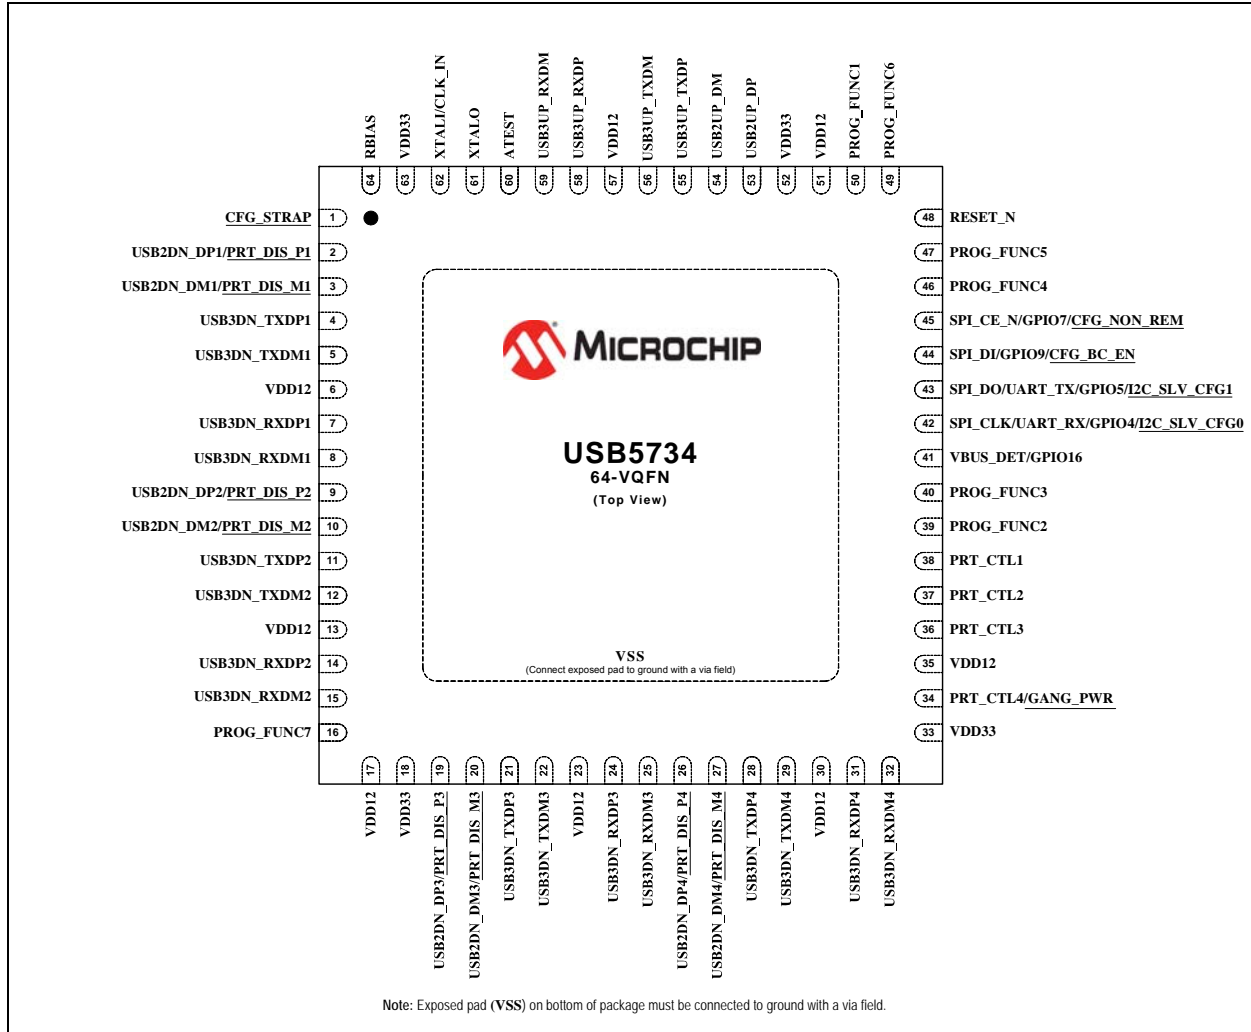 RBIAS
VDD33
XTALI/CLK_IN
XTALO
ATEST
USB3UP_RXDM
USB3UP_RXDP
VDD12
USB3UP_TXDM
USB3UP_TXDP
USB2UP_DM
USB2UP_DP
VDD33
VDD12
PROG_FUNC1
PROG_FUNC6
64
63
62
61
60
59
58
57
56
55
54
53
52
51
50
49
CFG_STRAP 1
USB2DN_DP1/PRT_DIS_P1 2
USB2DN_DM1/PRT_DIS_M1 3
USB3DN_TXDP1 4
USB3DN_TXDM1 5
VDD12 6
USB3DN_RXDP1 7
USB3DN_RXDM1 8
USB2DN_DP2/PRT_DIS_P2 9
USB2DN_DM2/PRT_DIS_M2 10
USB3DN_TXDP2 11
USB3DN_TXDM2 12
VDD12 13
USB3DN_RXDP2 14
USB3DN_RXDM2 15
PROG_FUNC7 16
MICROCHIP
USB5734
64-VQFN
(Top View)
VSS
(Connect exposed pad to ground with a via field)
48 RESET_N
47 PROG_FUNC5
46 PROG_FUNC4
45 SPI_CE_N/GPIO7/CFG_NON_REM
44 SPI_DI/GPIO9/CFG_BC_EN
43 SPI_DO/UART_TX/GPIO5/I2C_SLV_CFG1
42 SPI_CLK/UART_RX/GPIO4/I2C_SLV_CFG0
41 VBUS_DET/GPIO16
40 PROG_FUNC3
39 PROG_FUNC2
38 PRT_CTL1
37 PRT_CTL2
36 PRT_CTL3
35 VDD12
34 PRT_CTL4/GANG_PWR
33 VDD33
17
18
19
20
21
22
23
24
25
26
27
28
29
30
31
32
VDD12
VDD33
USB2DN_DP3/PRT_DIS_P3
USB2DN_DM3/PRT_DIS_M3
USB3DN_TXDP3
USB3DN_TXDM3
VDD12
USB3DN_RXDP3
USB3DN_RXDM3
USB2DN_DP4/PRT_DIS_P4
USB2DN_DM4/PRT_DIS_M4
USB3DN_TXDP4
USB3DN_TXDM4
VDD12
USB3DN_RXDP4
USB3DN_RXDM4
Note: Exposed pad (VSS) on bottom of package must be connected to ground with a via field.